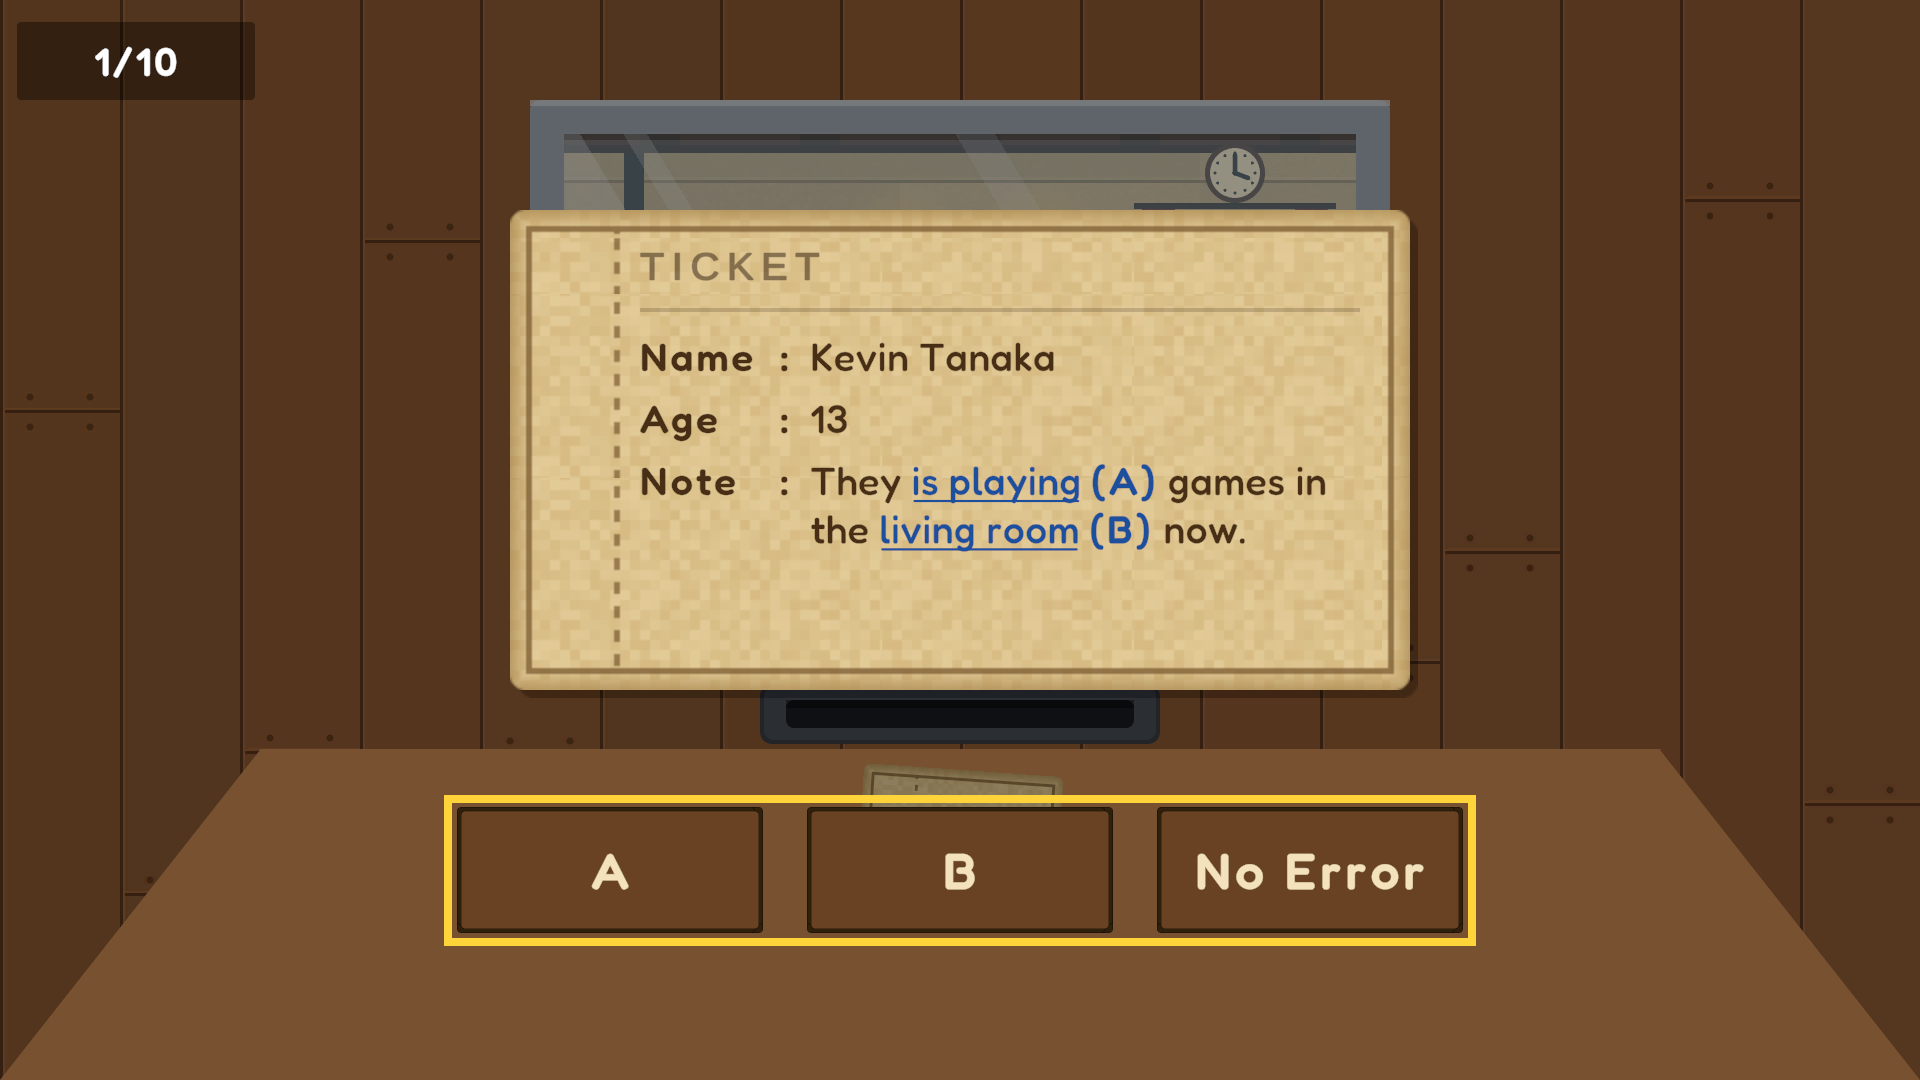 1/10
TICKET
Name : Kevin Tanaka
Age : 13
Note : They is playing (A) games in
the living room (B) now.
A
B
No Error